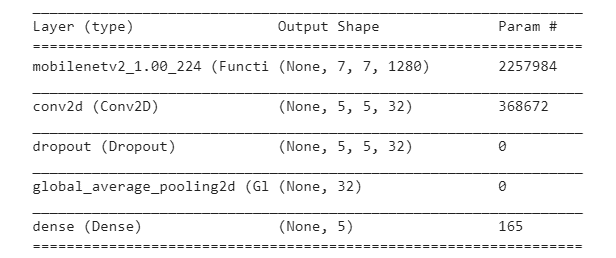 Layer (type) Output Shape Param #
mobilenetv2_1.00_224 (Functi (None, 7, 7, 1280) 2257984
conv2d (Conv2D) (None, 5, 5, 32) 368672
dropout (Dropout) (None, 5, 5, 32) 0
global_average_pooling2d (Gl (None, 32) 0
dense (Dense) (None, 5) 165